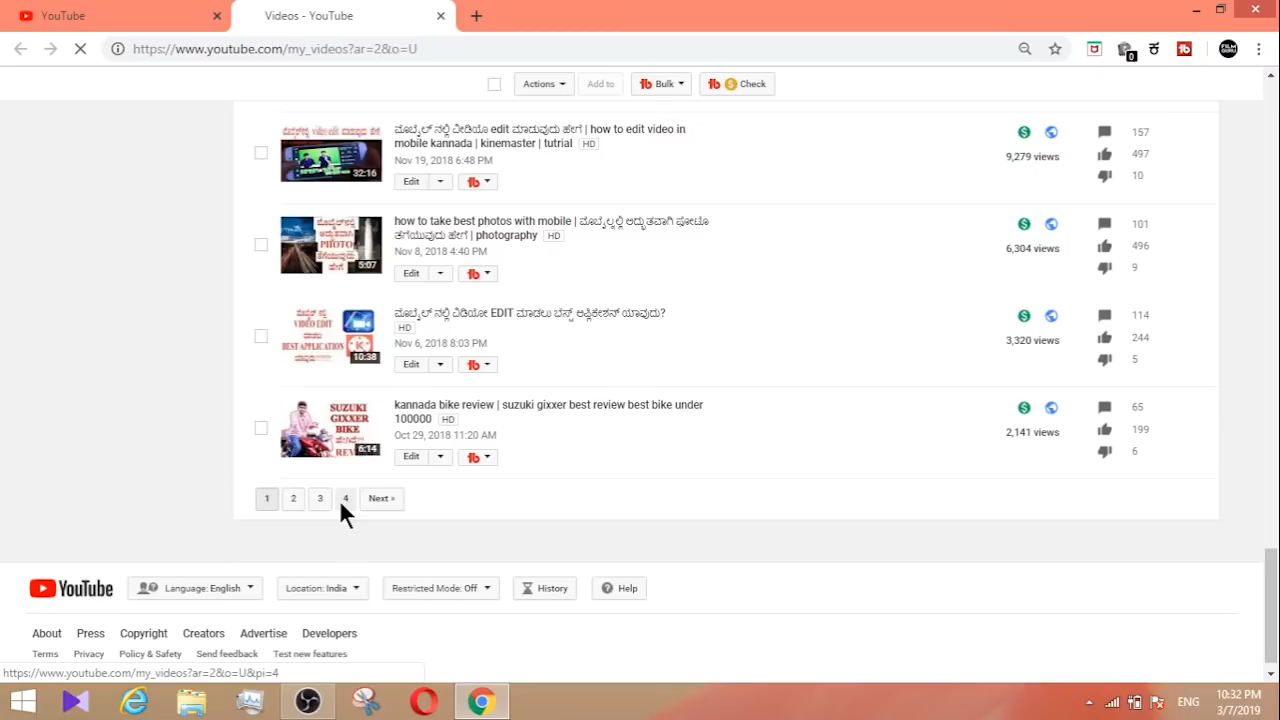 YouTube
Videos - YouTube
https://www.youtube.com/my_videos?ar=2&o=U
0
FILM
GURU
Actions
Add to
Bulk
Check
ಮೊಬೈಲ್ ನಲ್ಲಿ ವೀಡಿಯೊ edit ಮಾಡುವುದು ಹೇಗೆ | how to edit video in
mobile kannada | kinemaster | tutrial HD
Nov 19, 2018 6:48 PM
32:16
Edit
9,279 views
157
497
10
how to take best photos with mobile | ಮೊಬೈಲ್ನಲ್ಲಿ ಅದ್ಭುತವಾಗಿ ಫೋಟೊ
ತೆಗೆಯುವುದು ಹೇಗೆ | photography HD
Nov 8, 2018 4:40 PM
PHOTO
5:07
Edit
6,304 views
101
496
9
ಮೊಬೈಲ್ ನಲ್ಲಿ ವಿಡಿಯೋ EDIT ಮಾಡಲು ಬೆಸ್ಟ್ ಅಪ್ಲಿಕೇಶನ್ ಯಾವುದು?
HD
Nov 6, 2018 8:03 PM
VIDEO EDIT
BEST APPLICATION
10:38
Edit
3,320 views
114
244
5
kannada bike review | suzuki gixxer best review best bike under
100000 HD
Oct 29, 2018 11:20 AM
SUZUKI
GIXXER
BIKE
6:14
Edit
2,141 views
65
199
6
1 2 3 4 Next »
YouTube
Language: English
Location: India
Restricted Mode: Off
History
Help
About Press Copyright Creators Advertise Developers
Terms Privacy Policy & Safety Send feedback Test new features
https://www.youtube.com/my_videos?ar=2&o=U&pi=4
ENG
10:32 PM
3/7/2019